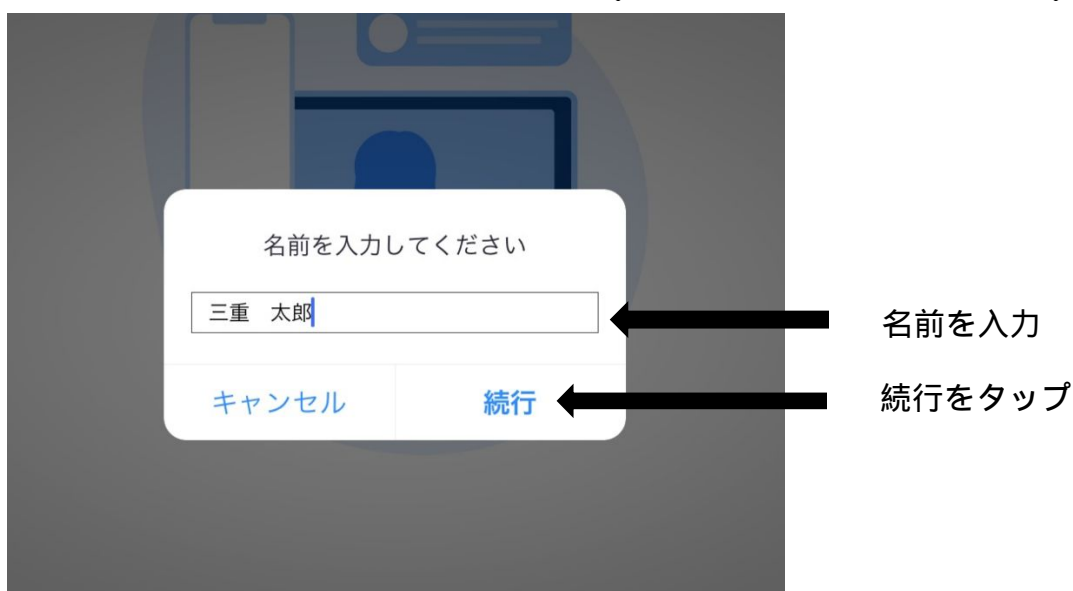 名前を入力してください
三重　太郎
名前を入力
キャンセル
続行
続行をタップ